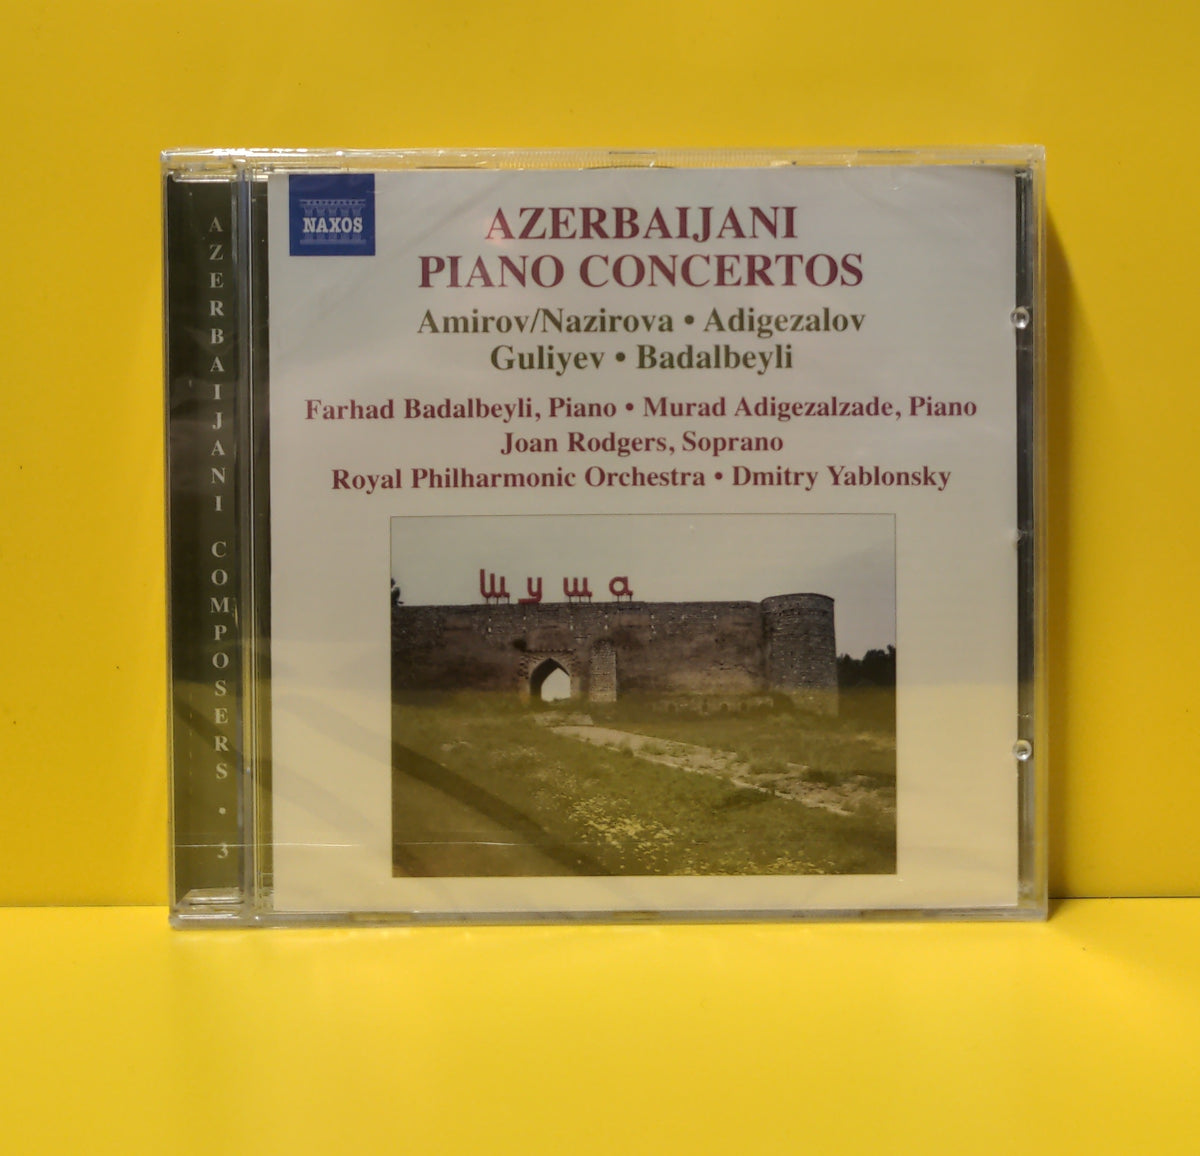 NAXOS
AZERBAIJANI
PIANO CONCERTOS
Amirov/Nazirova • Adigezalov
Guliyev • Badalbeyli
Farhad Badalbeyli, Piano • Murad Adigezalzade, Piano
Joan Rodgers, Soprano
Royal Philharmonic Orchestra • Dmitry Yablonsky
Шуша
AZERBAIJANI COMPOSERS • 3